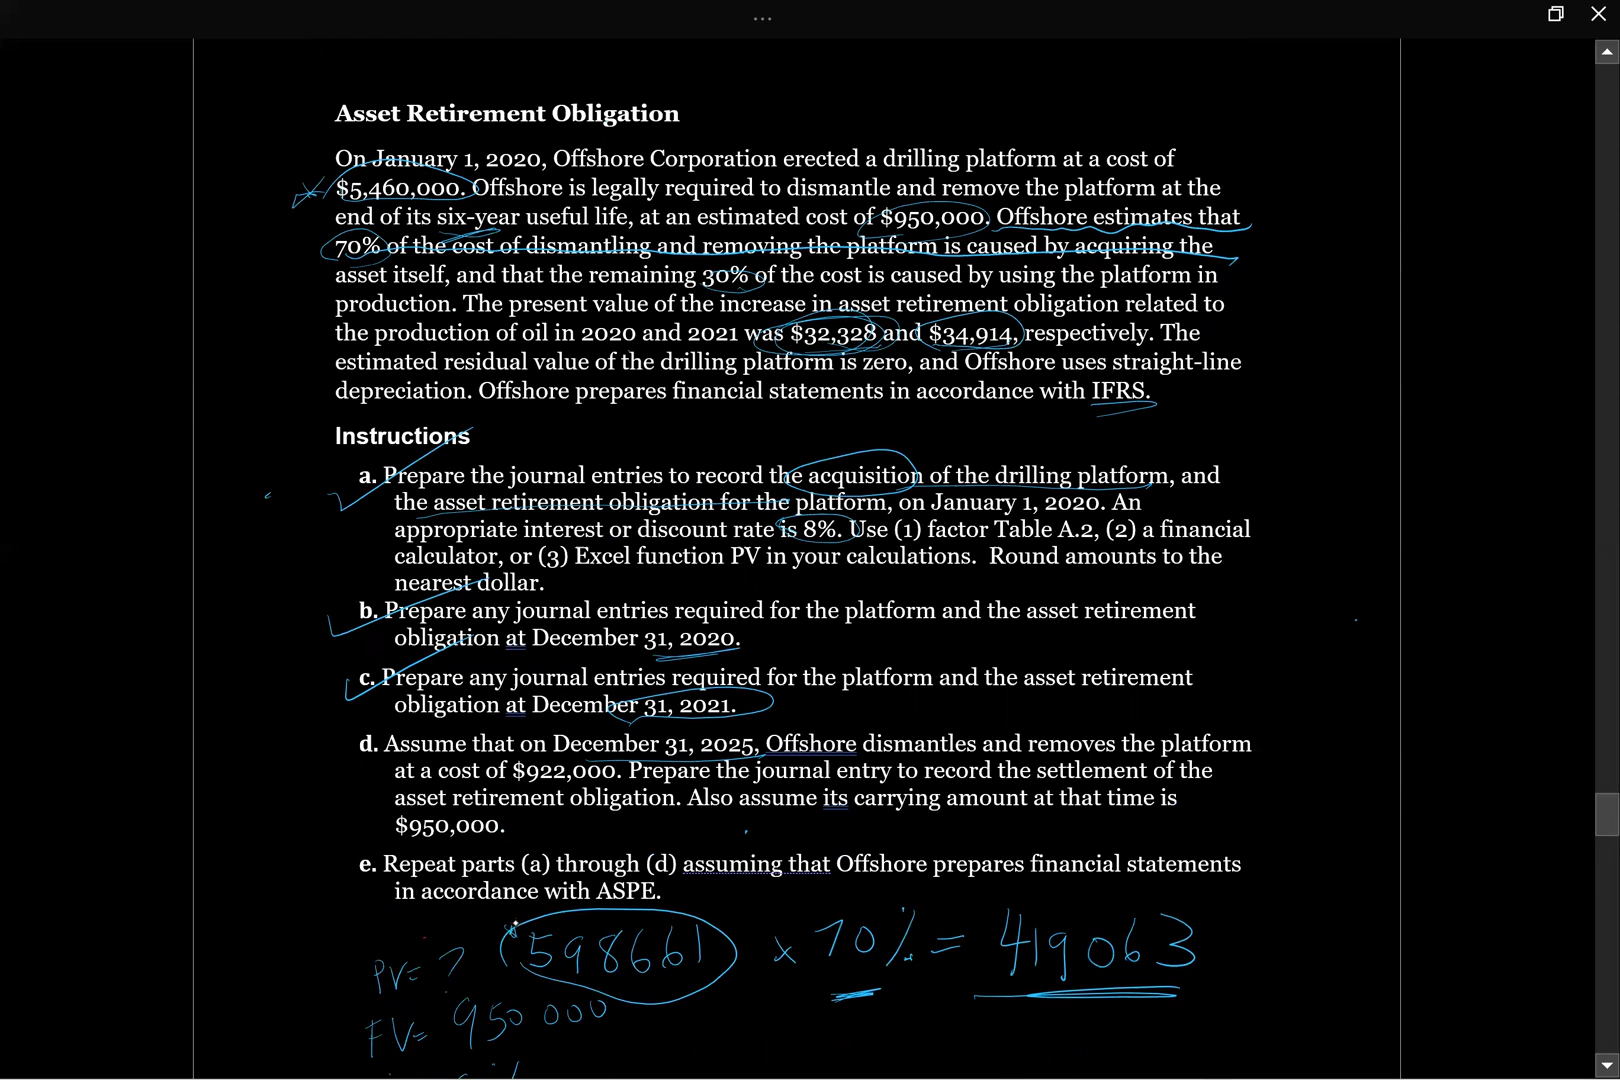 Asset Retirement Obligation
On January 1, 2020, Offshore Corporation erected a drilling platform at a cost of
$5,460,000. Offshore is legally required to dismantle and remove the platform at the
end of its six-year useful life, at an estimated cost of $950,000. Offshore estimates that
70% of the cost of dismantling and removing the platform is caused by acquiring the
asset itself, and that the remaining 30% of the cost is caused by using the platform in
production. The present value of the increase in asset retirement obligation related to
the production of oil in 2020 and 2021 was $32,328 and $34,914, respectively. The
estimated residual value of the drilling platform is zero, and Offshore uses straight-line
depreciation. Offshore prepares financial statements in accordance with IFRS.
Instructions
a. Prepare the journal entries to record the acquisition of the drilling platform, and
the asset retirement obligation for the platform, on January 1, 2020. An
appropriate interest or discount rate is 8%. Use (1) factor Table A.2, (2) a financial
calculator, or (3) Excel function PV in your calculations. Round amounts to the
nearest dollar.
b. Prepare any journal entries required for the platform and the asset retirement
obligation at December 31, 2020.
c. Prepare any journal entries required for the platform and the asset retirement
obligation at December 31, 2021.
d. Assume that on December 31, 2025, Offshore dismantles and removes the platform
at a cost of $922,000. Prepare the journal entry to record the settlement of the
asset retirement obligation. Also assume its carrying amount at that time is
$950,000.
e. Repeat parts (a) through (d) assuming that Offshore prepares financial statements
in accordance with ASPE.
PV= ? 598661 x 70% = 419063
FV= 950 000